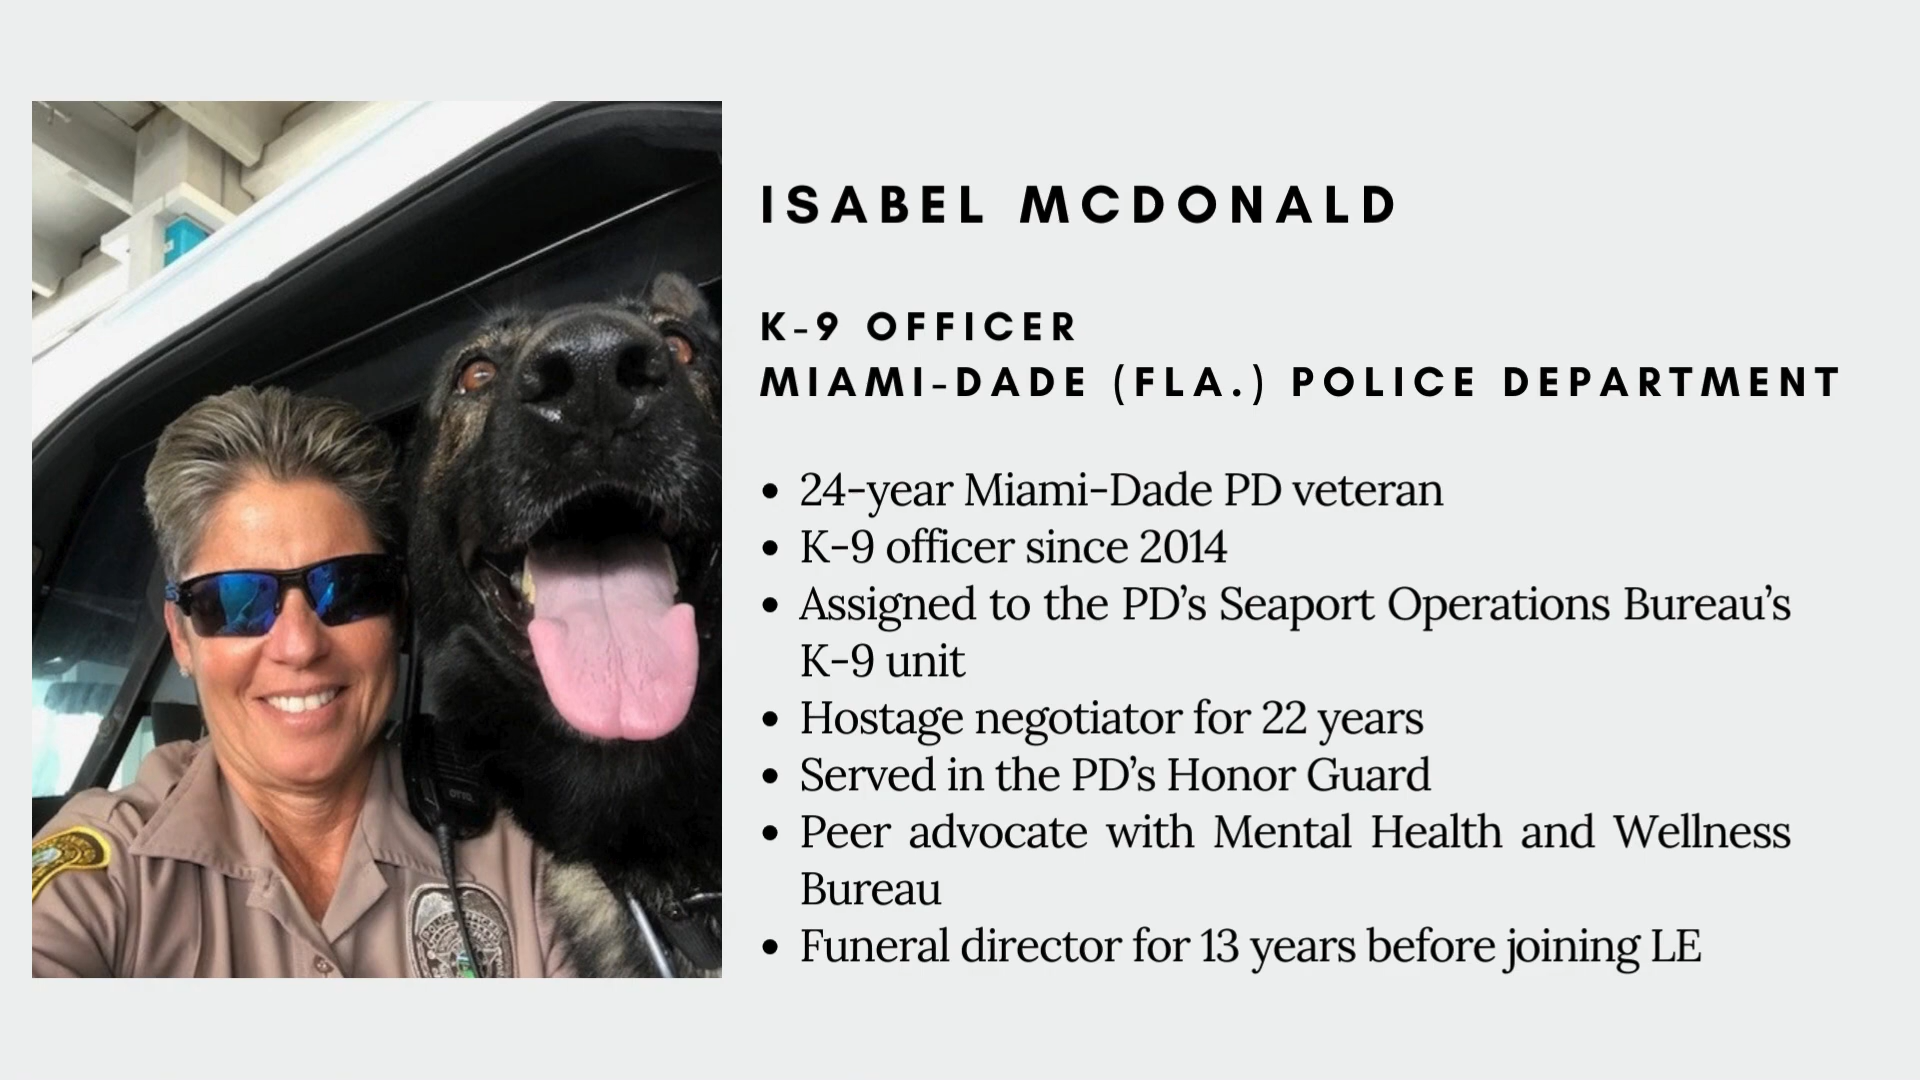 ISABEL MCDONALD
K-9 OFFICER
MIAMI-DADE (FLA.) POLICE DEPARTMENT
• 24-year Miami-Dade PD veteran
• K-9 officer since 2014
• Assigned to the PD’s Seaport Operations Bureau’s
K-9 unit
• Hostage negotiator for 22 years
• Served in the PD’s Honor Guard
• Peer advocate with Mental Health and Wellness
Bureau
• Funeral director for 13 years before joining LE